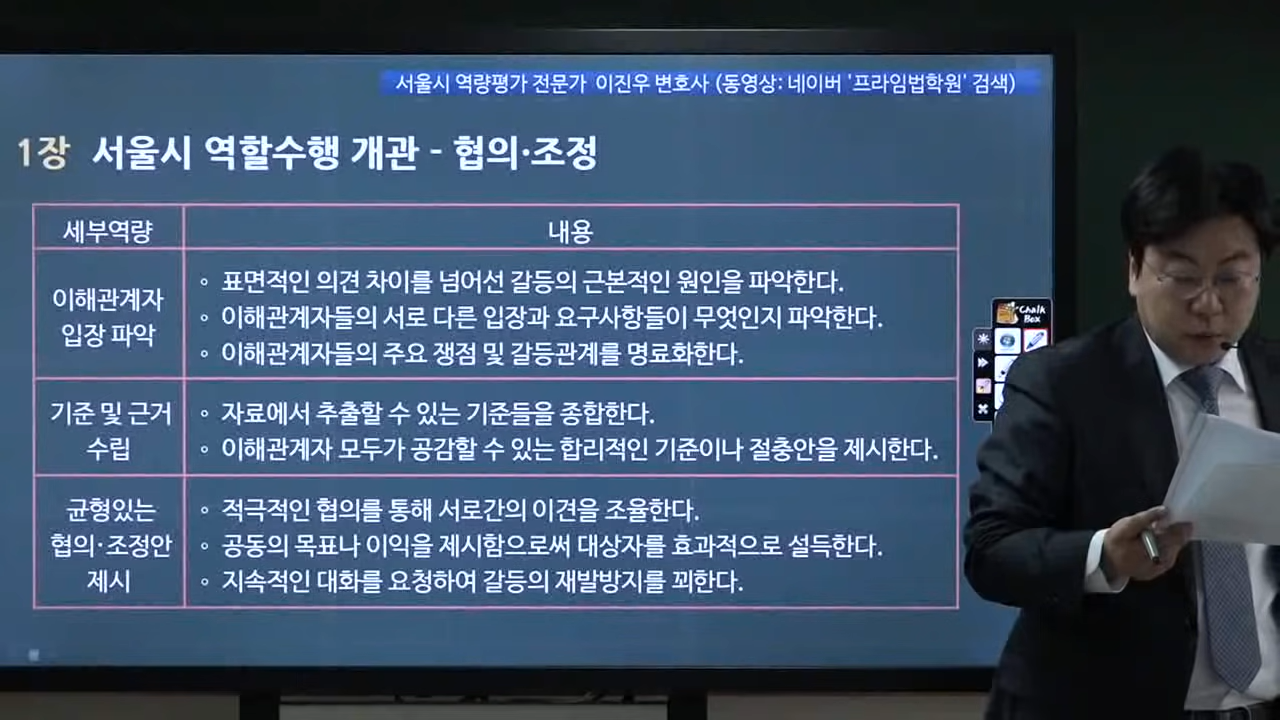 서울시 역량평가 전문가 이진우 변호사 (동영상: 네이버 '프라임법학원' 검색)
1장 서울시 역할수행 개관 - 협의·조정
세부역량
내용
이해관계자
입장 파악
◦ 표면적인 의견 차이를 넘어선 갈등의 근본적인 원인을 파악한다.
◦ 이해관계자들의 서로 다른 입장과 요구사항들이 무엇인지 파악한다.
◦ 이해관계자들의 주요 쟁점 및 갈등관계를 명료화한다.
기준 및 근거
수립
◦ 자료에서 추출할 수 있는 기준들을 종합한다.
◦ 이해관계자 모두가 공감할 수 있는 합리적인 기준이나 절충안을 제시한다.
균형있는
협의·조정안
제시
◦ 적극적인 협의를 통해 서로간의 이견을 조율한다.
◦ 공동의 목표나 이익을 제시함으로써 대상자를 효과적으로 설득한다.
◦ 지속적인 대화를 요청하여 갈등의 재발방지를 꾀한다.
Chalk
Box